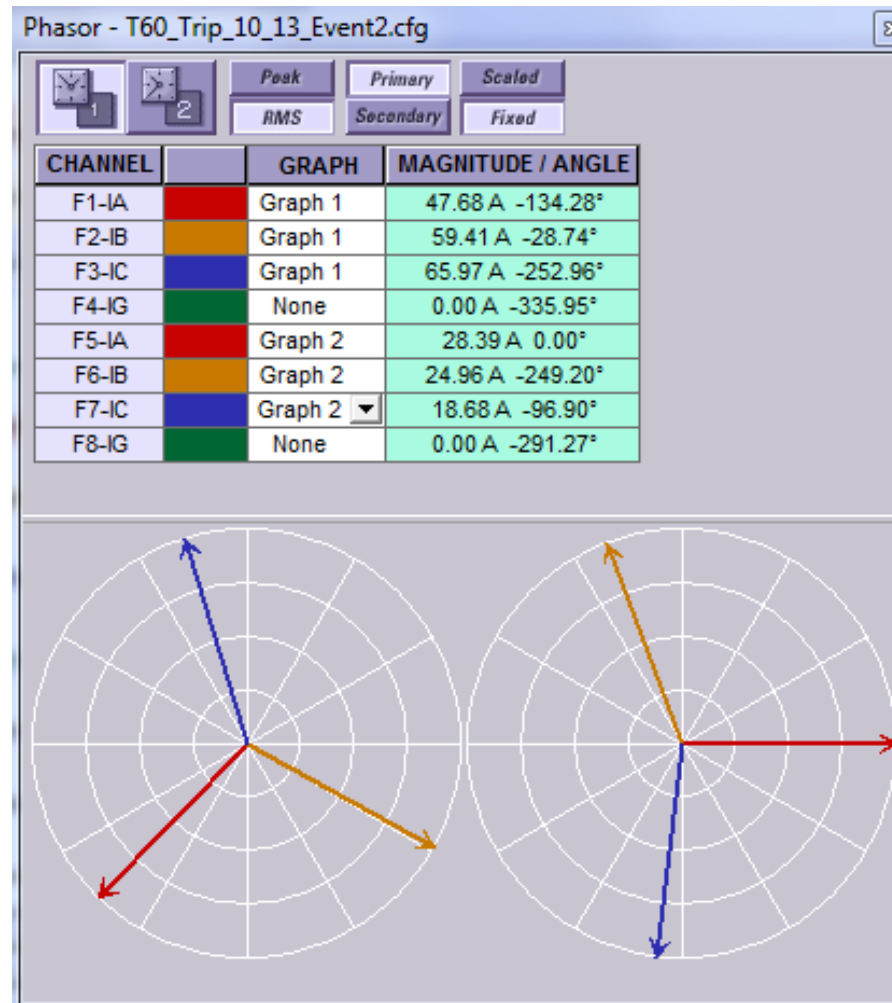 Phasor - T60_Trip_10_13_Event2.cfg
1 2 Peak Primary Scaled
RMS Secondary Fixed
CHANNEL GRAPH MAGNITUDE / ANGLE
F1-IA Graph 1 47.68 A -134.28°
F2-IB Graph 1 59.41 A -28.74°
F3-IC Graph 1 65.97 A -252.96°
F4-IG None 0.00 A -335.95°
F5-IA Graph 2 28.39 A 0.00°
F6-IB Graph 2 24.96 A -249.20°
F7-IC Graph 2 18.68 A -96.90°
F8-IG None 0.00 A -291.27°